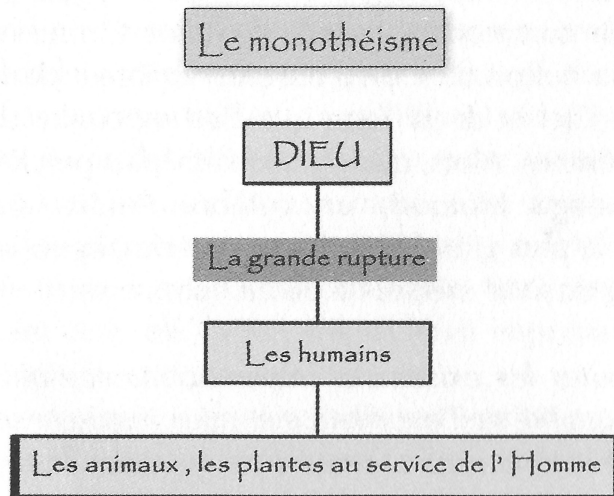 Le monothéisme
DIEU
La grande rupture
Les humains
Les animaux , les plantes au service de l' Homme